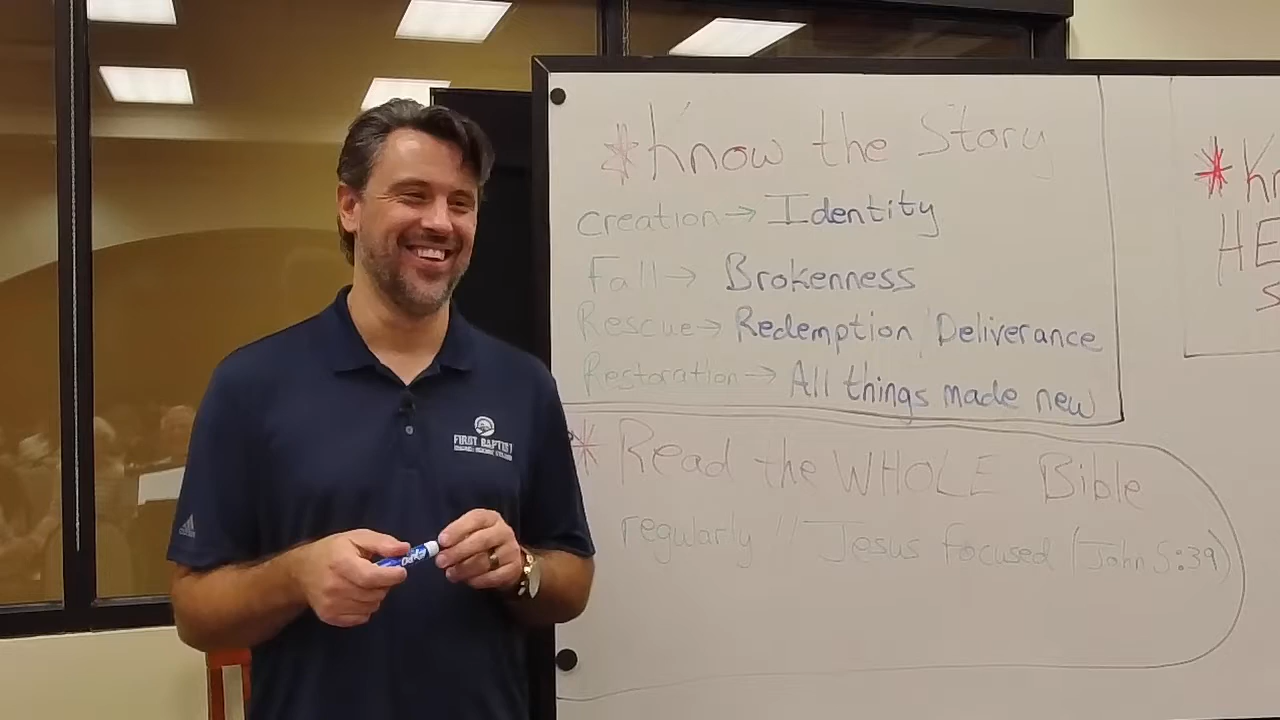 *Know the Story
Creation → Identity
Fall → Brokenness
Rescue → Redemption / Deliverance
Restoration → All things made new
* Read the WHOLE Bible
regularly // Jesus focused (John 5:39)
* Kn
HE
S
FIRST BAPTIST
adidas